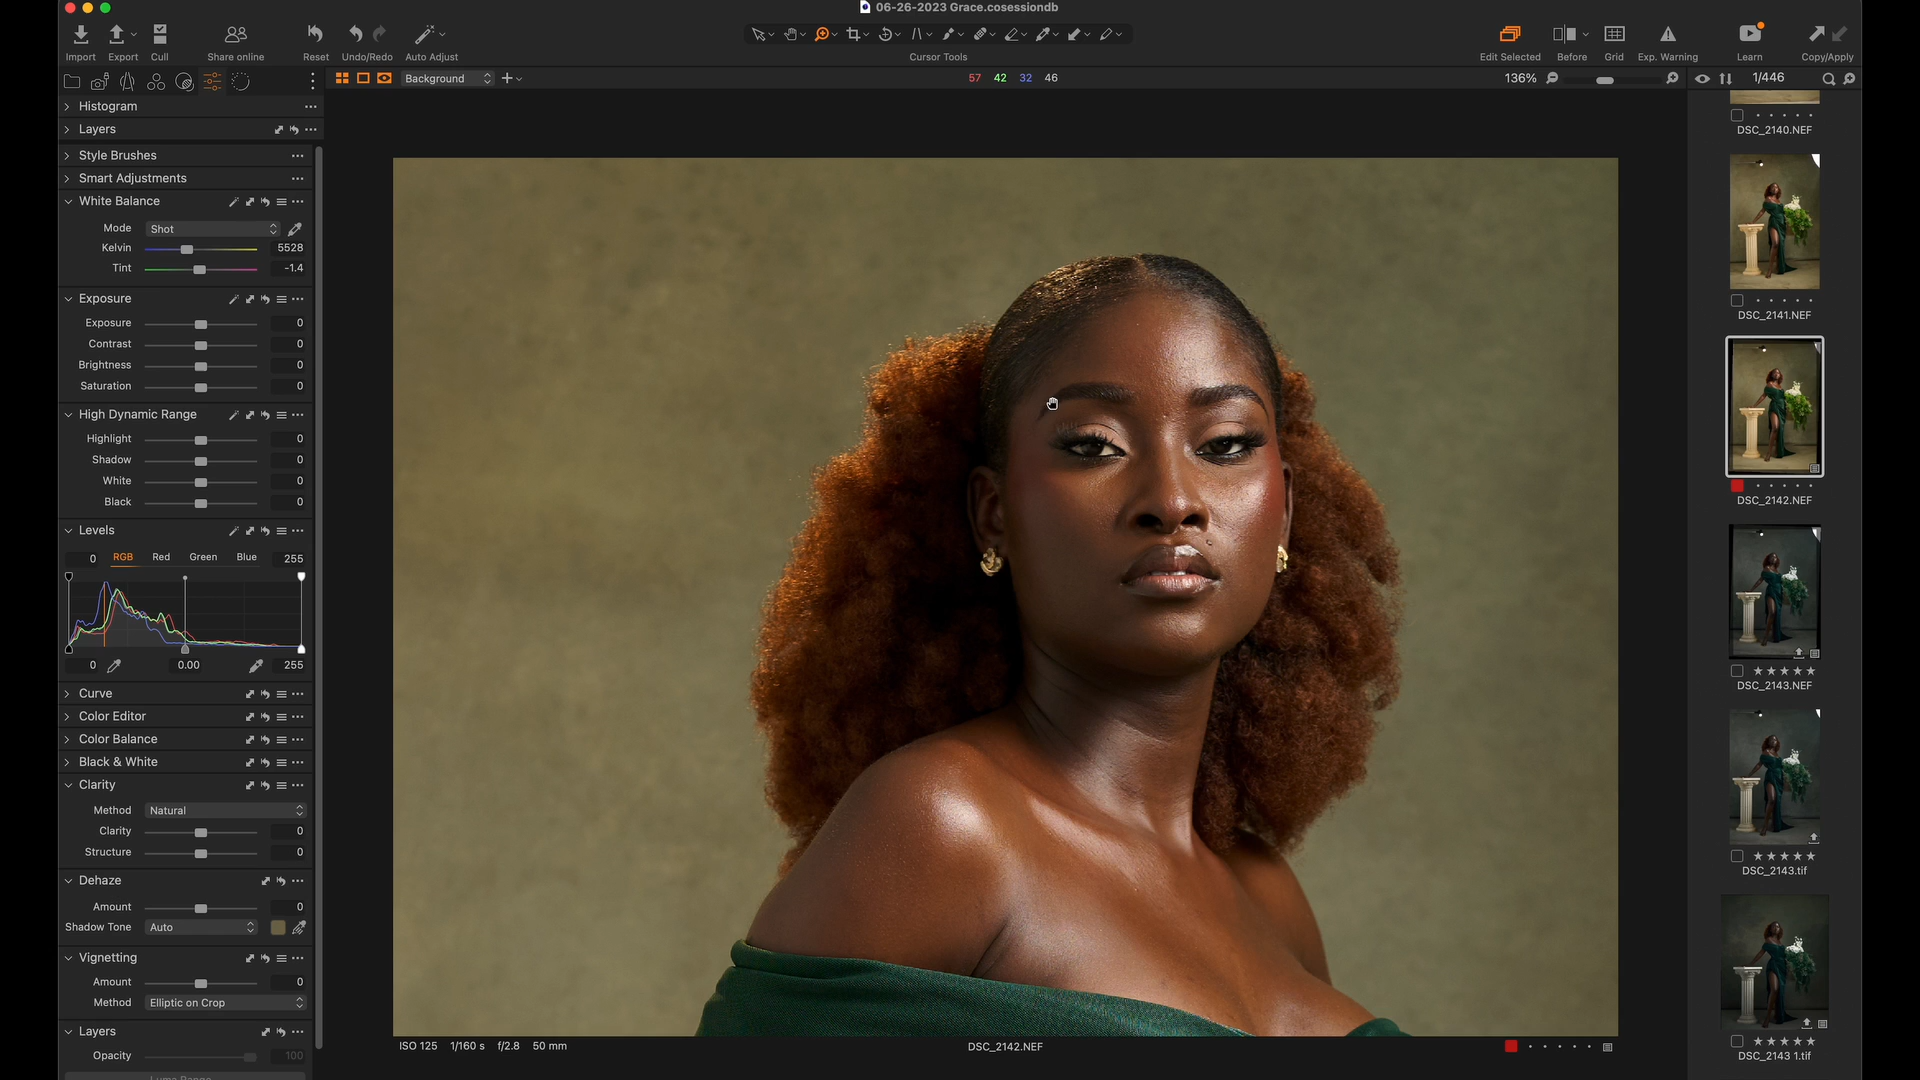 06-26-2023 Grace.cosessiondb
Import
Export
Cull
Share online
Reset
Undo/Redo
Auto Adjust
Cursor Tools
Edit Selected
Before
Grid
Exp. Warning
Learn
Copy/Apply
Background
57 42 32 46
136%
1/446
Histogram
Layers
Style Brushes
Smart Adjustments
White Balance
Mode Shot
Kelvin 5528
Tint -1.4
Exposure
Exposure 0
Contrast 0
Brightness 0
Saturation 0
High Dynamic Range
Highlight 0
Shadow 0
White 0
Black 0
Levels
0 RGB Red Green Blue 255
0 0.00 255
Curve
Color Editor
Color Balance
Black & White
Clarity
Method Natural
Clarity 0
Structure 0
Dehaze
Amount 0
Shadow Tone Auto
Vignetting
Amount 0
Method Elliptic on Crop
Layers
Opacity 100
ISO 125 1/160 s f/2.8 50 mm
DSC_2142.NEF
DSC_2140.NEF
DSC_2141.NEF
DSC_2142.NEF
DSC_2143.NEF
DSC_2143.tif
DSC_2143 1.tif